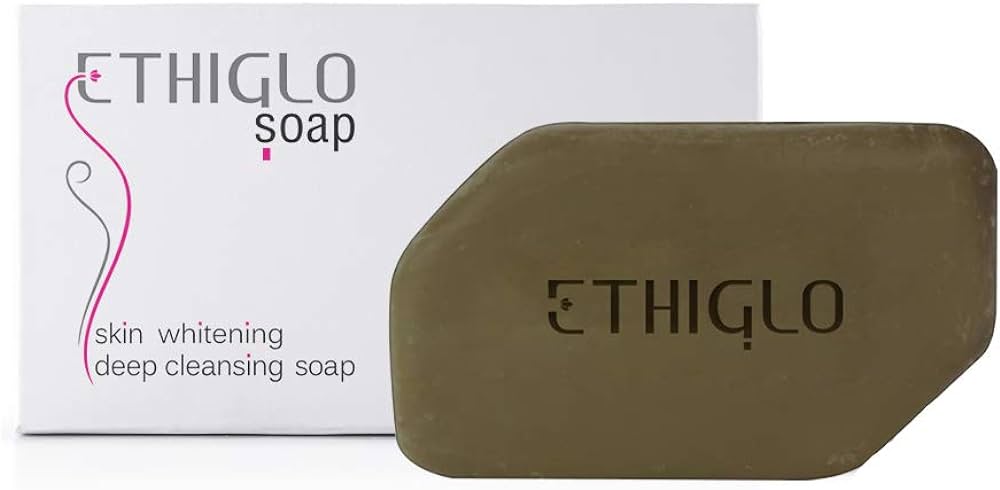 ETHIGLO
soap
skin whitening
deep cleansing soap
ETHIGLO